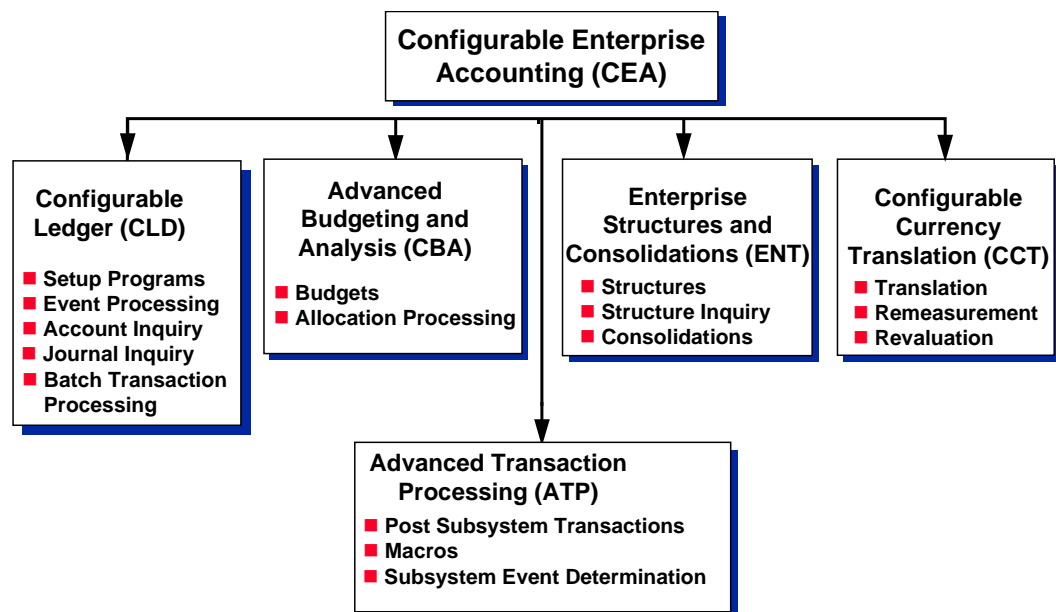 Configurable Enterprise
Accounting (CEA)
Configurable
Ledger (CLD)
Setup Programs
Event Processing
Account Inquiry
Journal Inquiry
Batch Transaction
Processing
Advanced
Budgeting and
Analysis (CBA)
Budgets
Allocation Processing
Enterprise
Structures and
Consolidations (ENT)
Structures
Structure Inquiry
Consolidations
Configurable
Currency
Translation (CCT)
Translation
Remeasurement
Revaluation
Advanced Transaction
Processing (ATP)
Post Subsystem Transactions
Macros
Subsystem Event Determination